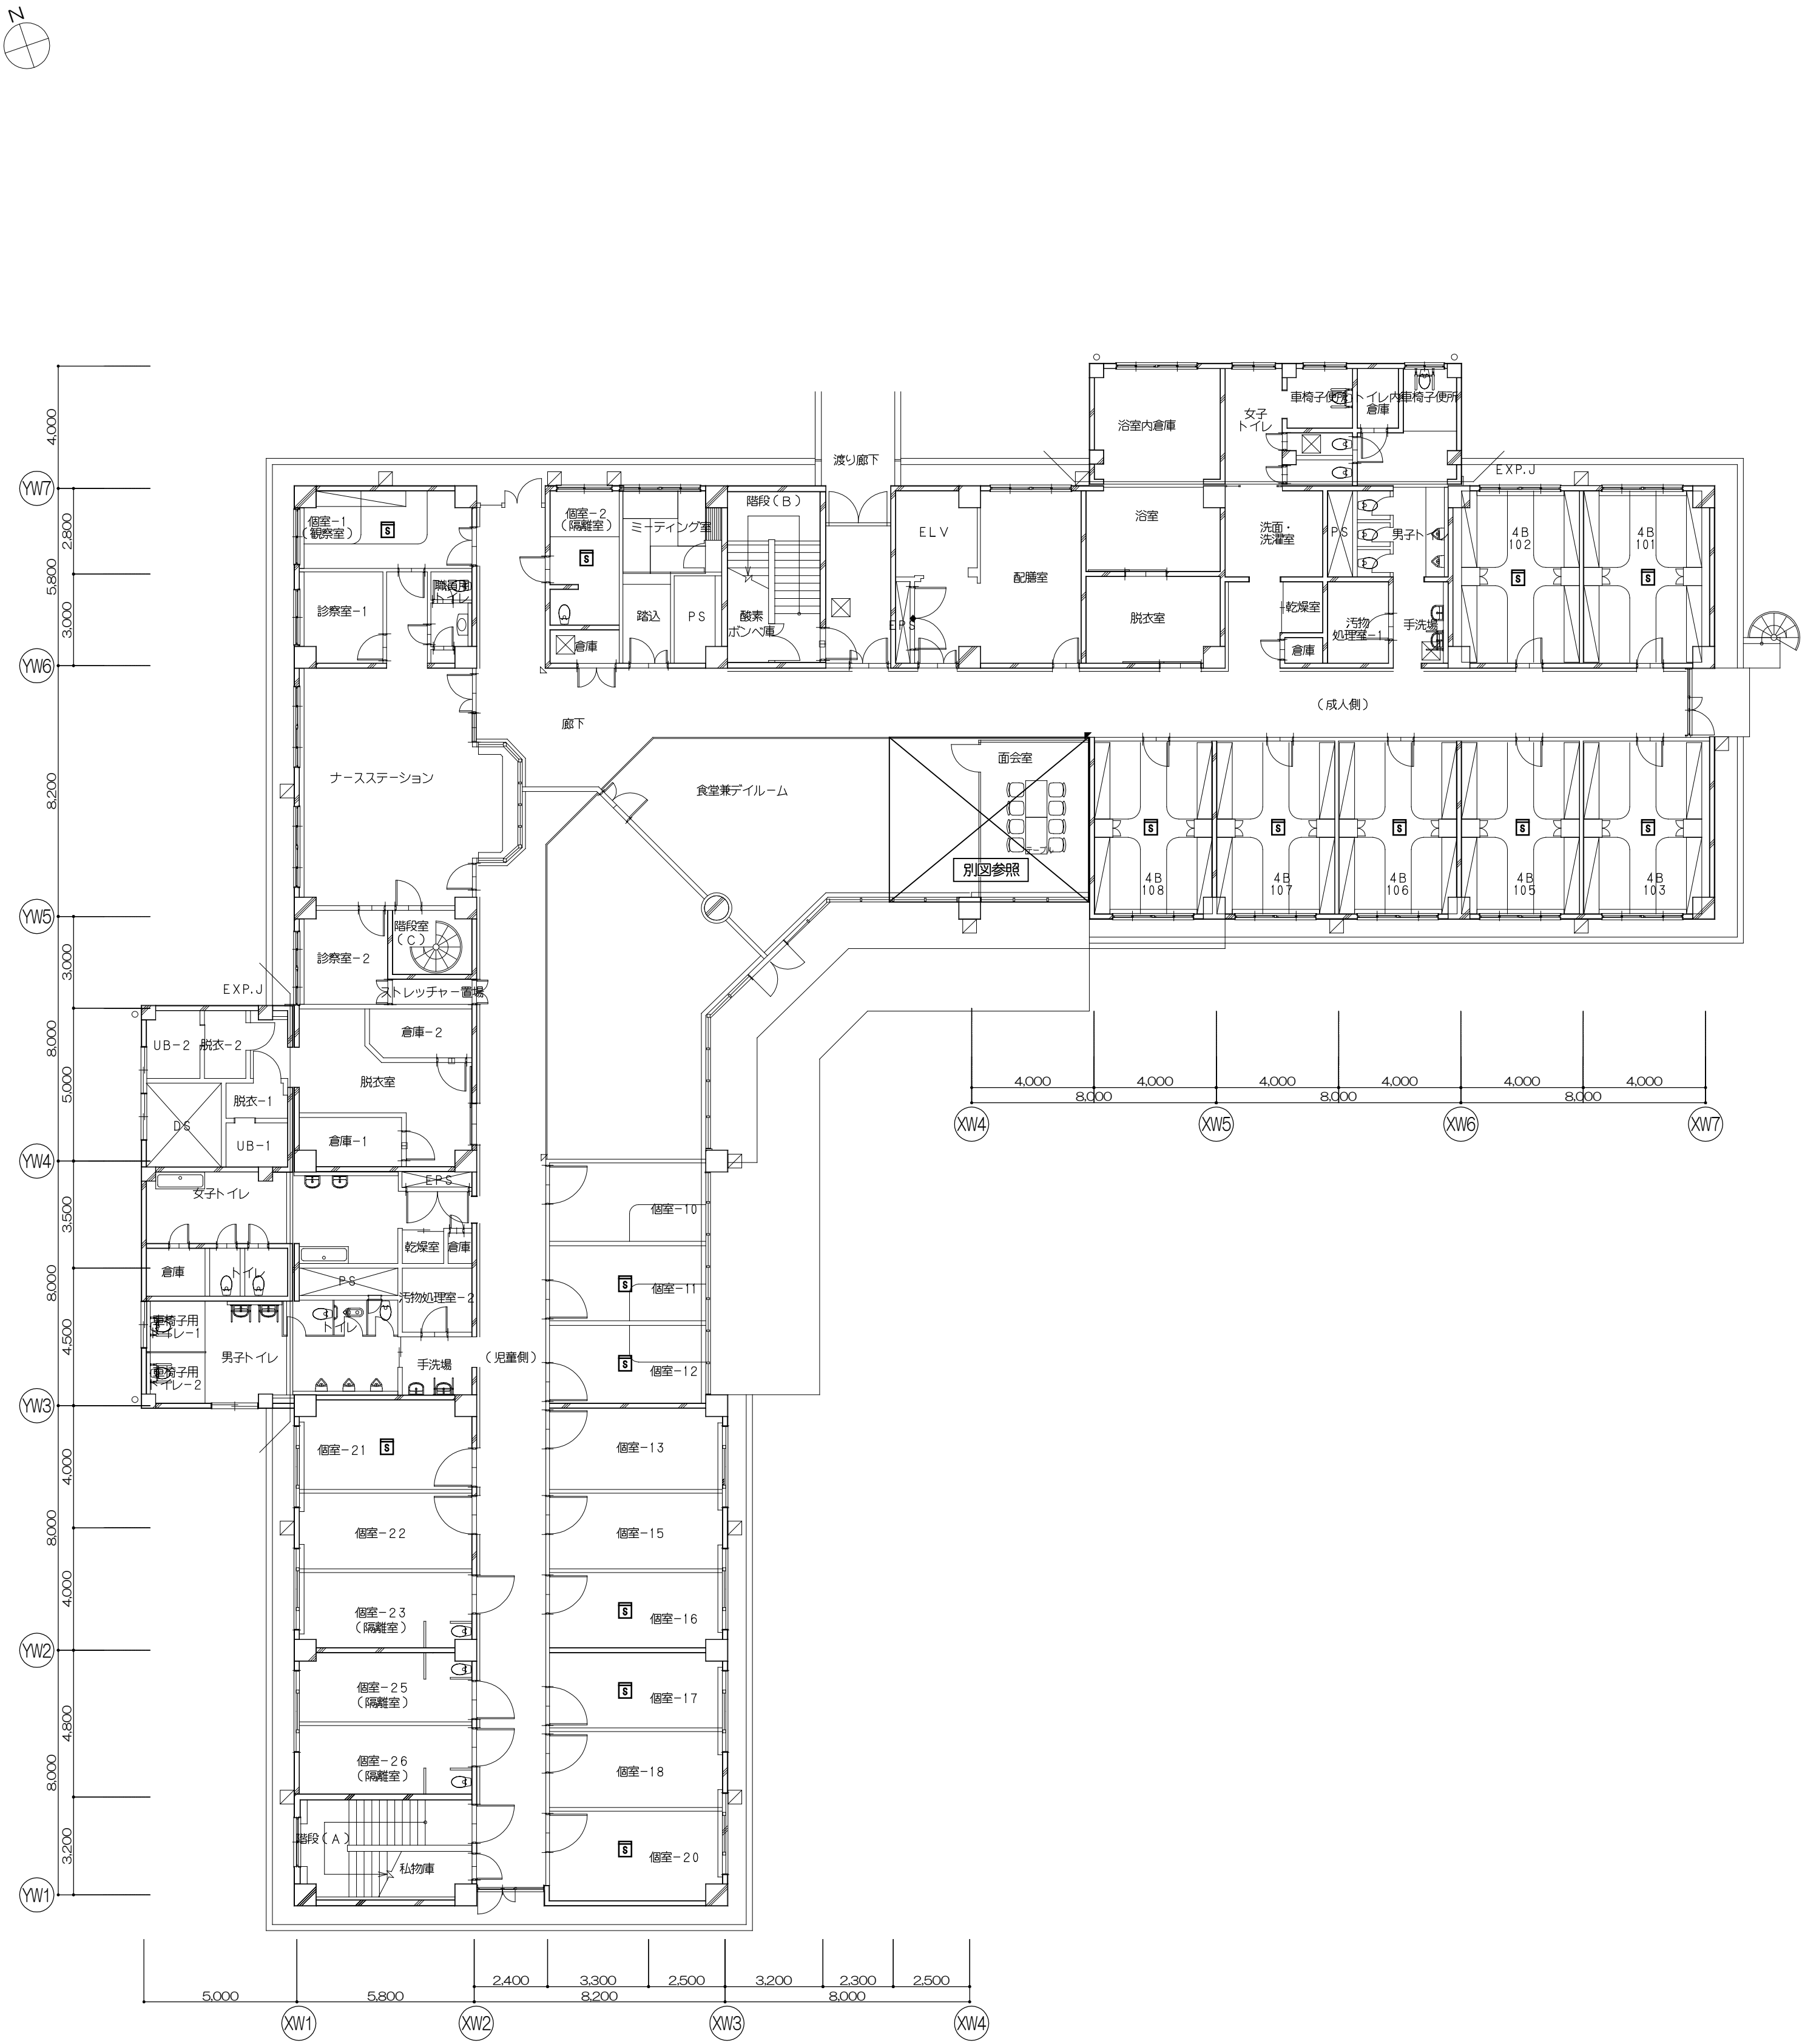 N
4,000
YW7
2,800
5,800
3,000
YW6
8,200
YW5
3,000
8,000
5,000
YW4
3,500
8,000
4,500
YW3
4,000
8,000
4,000
YW2
4,800
8,000
3,200
YW1
浴室内倉庫
女子
トイレ
車椅子便所
トイレ内
倉庫
車椅子便所
渡り廊下
EXP.J
個室-1
(観察室)
S
個室-2
(隔離室)
S
ミーティング室
階段(B)
ELV
浴室
洗面・
洗濯室
PS
男子トイレ
4B
102
S
4B
101
S
診察室-1
職員用
トイレ
配膳室
倉庫
踏込
PS
酸素
ボンベ庫
EPS
脱衣室
乾燥室
倉庫
汚物
処理室-1
手洗場
廊下
(成人側)
ナースステーション
食堂兼デイルーム
面会室
テーブル
別図参照
S
4B
108
S
4B
107
S
4B
106
S
4B
105
S
4B
103
診察室-2
階段室
(C)
ストレッチャー置場
EXP.J
UB-2
脱衣-2
倉庫-2
脱衣室
脱衣-1
DS
UB-1
倉庫-1
4,000
4,000
4,000
4,000
4,000
4,000
8,000
8,000
8,000
XW4
XW5
XW6
XW7
女子トイレ
EPS
乾燥室
倉庫
倉庫
トイレ
PS
汚物処理室-2
車椅子用
トイレ-1
トイレ
男子トイレ
車椅子用
トイレ-2
手洗場
(児童側)
個室-10
S
個室-11
S
個室-12
個室-21
S
個室-13
個室-22
個室-15
個室-23
(隔離室)
S
個室-16
個室-25
(隔離室)
S
個室-17
個室-26
(隔離室)
個室-18
階段(A)
私物庫
S
個室-20
2,400
3,300
2,500
3,200
2,300
2,500
5,000
5,800
8,200
8,000
XW1
XW2
XW3
XW4